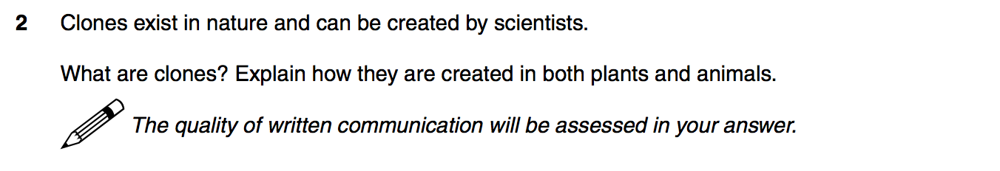 2 Clones exist in nature and can be created by scientists.
What are clones? Explain how they are created in both plants and animals.
The quality of written communication will be assessed in your answer.